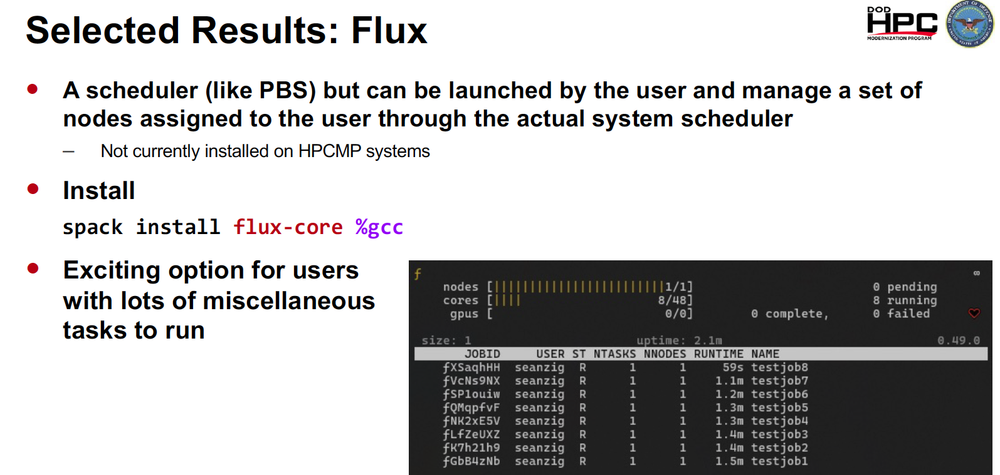 Selected Results: Flux
DOD
HPC
MODERNIZATION PROGRAM
DEPARTMENT OF DEFENSE
UNITED STATES OF AMERICA
• A scheduler (like PBS) but can be launched by the user and manage a set of
nodes assigned to the user through the actual system scheduler
– Not currently installed on HPCMP systems
• Install
spack install flux-core %gcc
• Exciting option for users
with lots of miscellaneous
tasks to run
ƒ ∞
nodes [||||||||||||||||||||||||1/1] 0 pending
cores [|||| 8/48] 8 running
gpus [ 0/0] 0 complete, 0 failed ♡
size: 1 uptime: 2.1m 0.49.0
JOBID USER ST NTASKS NNODES RUNTIME NAME
ƒXSaqhHH seanzig R 1 1 59s testjob8
ƒVcNs9NX seanzig R 1 1 1.1m testjob7
ƒSP1ouiw seanzig R 1 1 1.2m testjob6
ƒQMqpfvF seanzig R 1 1 1.3m testjob5
ƒNK2xE5V seanzig R 1 1 1.3m testjob4
ƒLfZeUXZ seanzig R 1 1 1.4m testjob3
ƒK7h21h9 seanzig R 1 1 1.4m testjob2
ƒGbB4zNb seanzig R 1 1 1.5m testjob1